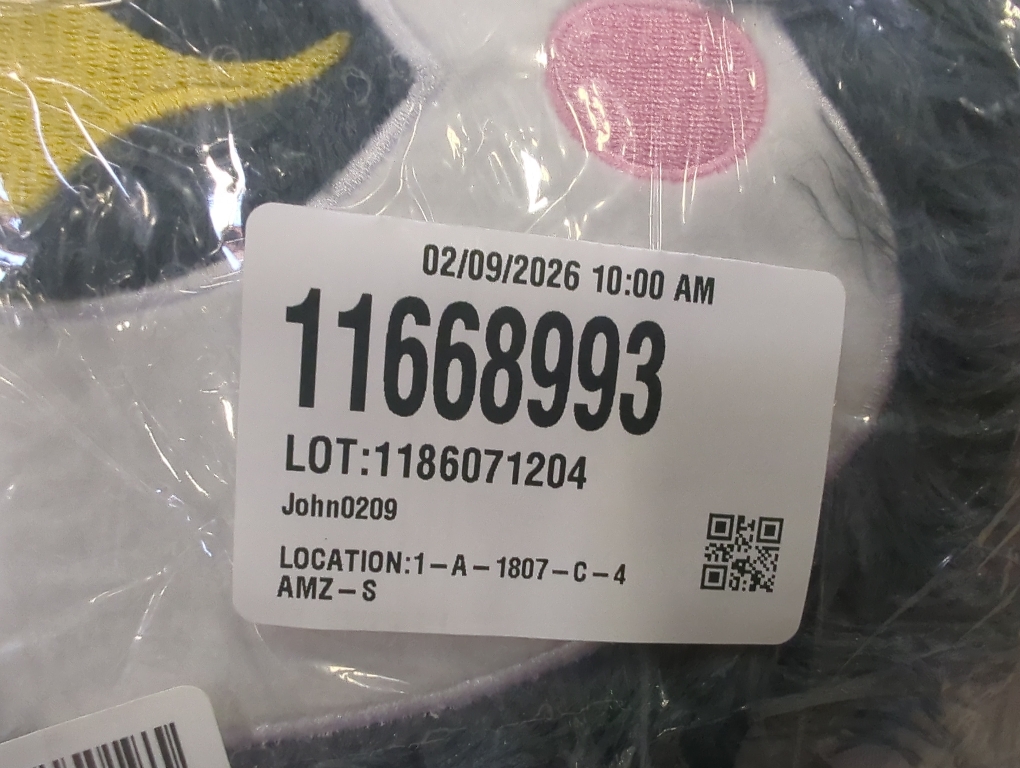 02/09/2026 10:00 AM
11668993
LOT:1186071204
John0209
LOCATION:1-A-1807-C-4
AMZ-S